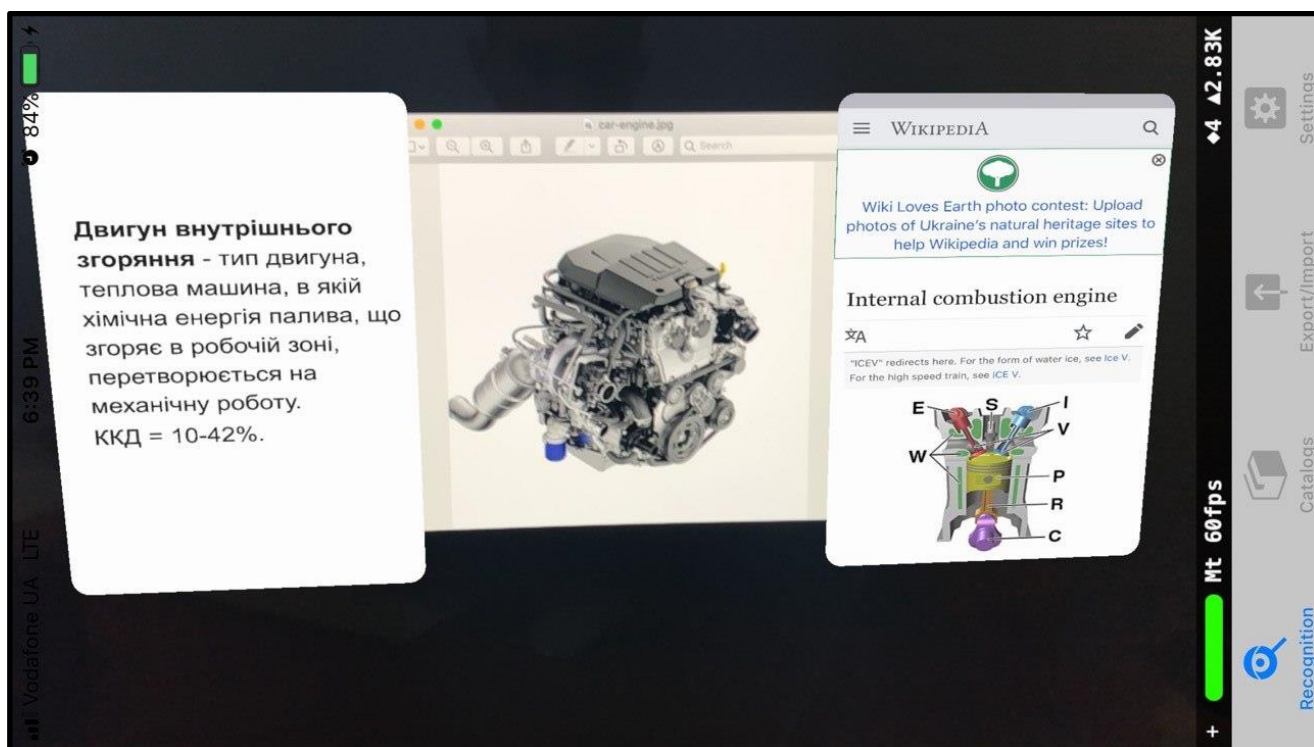 Vodafone UA LTE
6:39 PM
84%
Двигун внутрішнього
згоряння - тип двигуна,
теплова машина, в якій
хімічна енергія палива, що
згоряє в робочій зоні,
перетворюється на
механічну роботу.
ККД = 10-42%.
car-engine.jpg
Search
WIKIPEDIA
Wiki Loves Earth photo contest: Upload
photos of Ukraine's natural heritage sites to
help Wikipedia and win prizes!
Internal combustion engine
"ICEV" redirects here. For the form of water ice, see Ice V.
For the high speed train, see ICE V.
E S I
V
W
P
R
C
+ Mt 60fps ◆4 ▲2.83K
Recognition
Catalogs
Export/Import
Settings